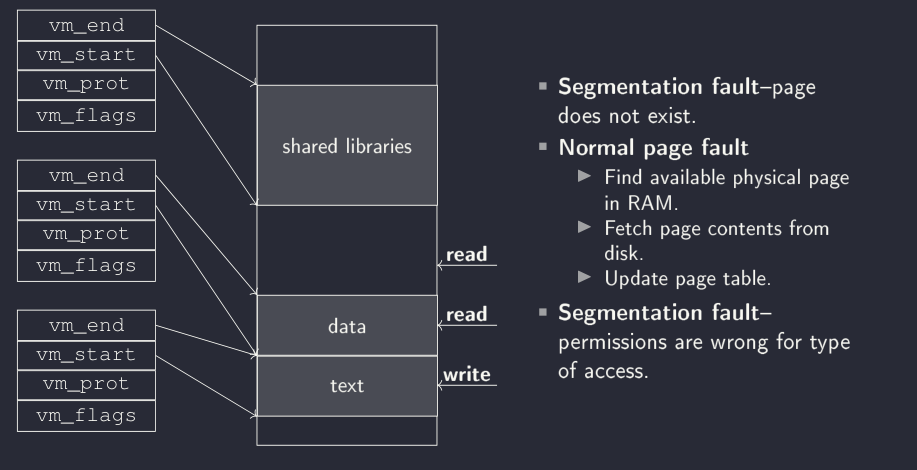 vm_end
vm_start
vm_prot
vm_flags
vm_end
vm_start
vm_prot
vm_flags
vm_end
vm_start
vm_prot
vm_flags
shared libraries
data
text
read
read
write
▪ Segmentation fault–page
does not exist.
▪ Normal page fault
▶ Find available physical page
in RAM.
▶ Fetch page contents from
disk.
▶ Update page table.
▪ Segmentation fault–
permissions are wrong for type
of access.